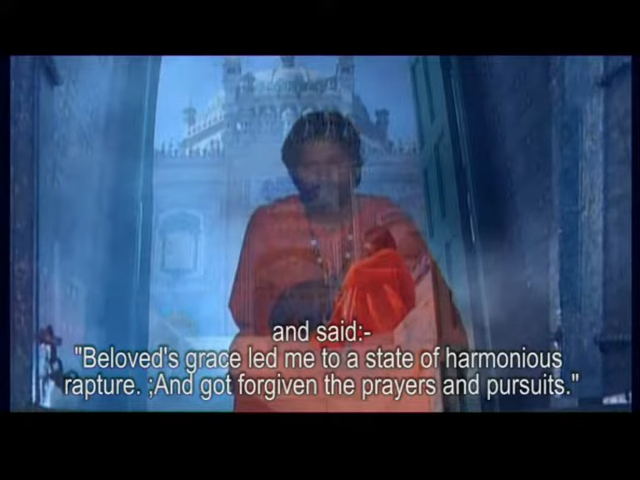 and said:-
"Beloved's grace led me to a state of harmonious
rapture. ;And got forgiven the prayers and pursuits."